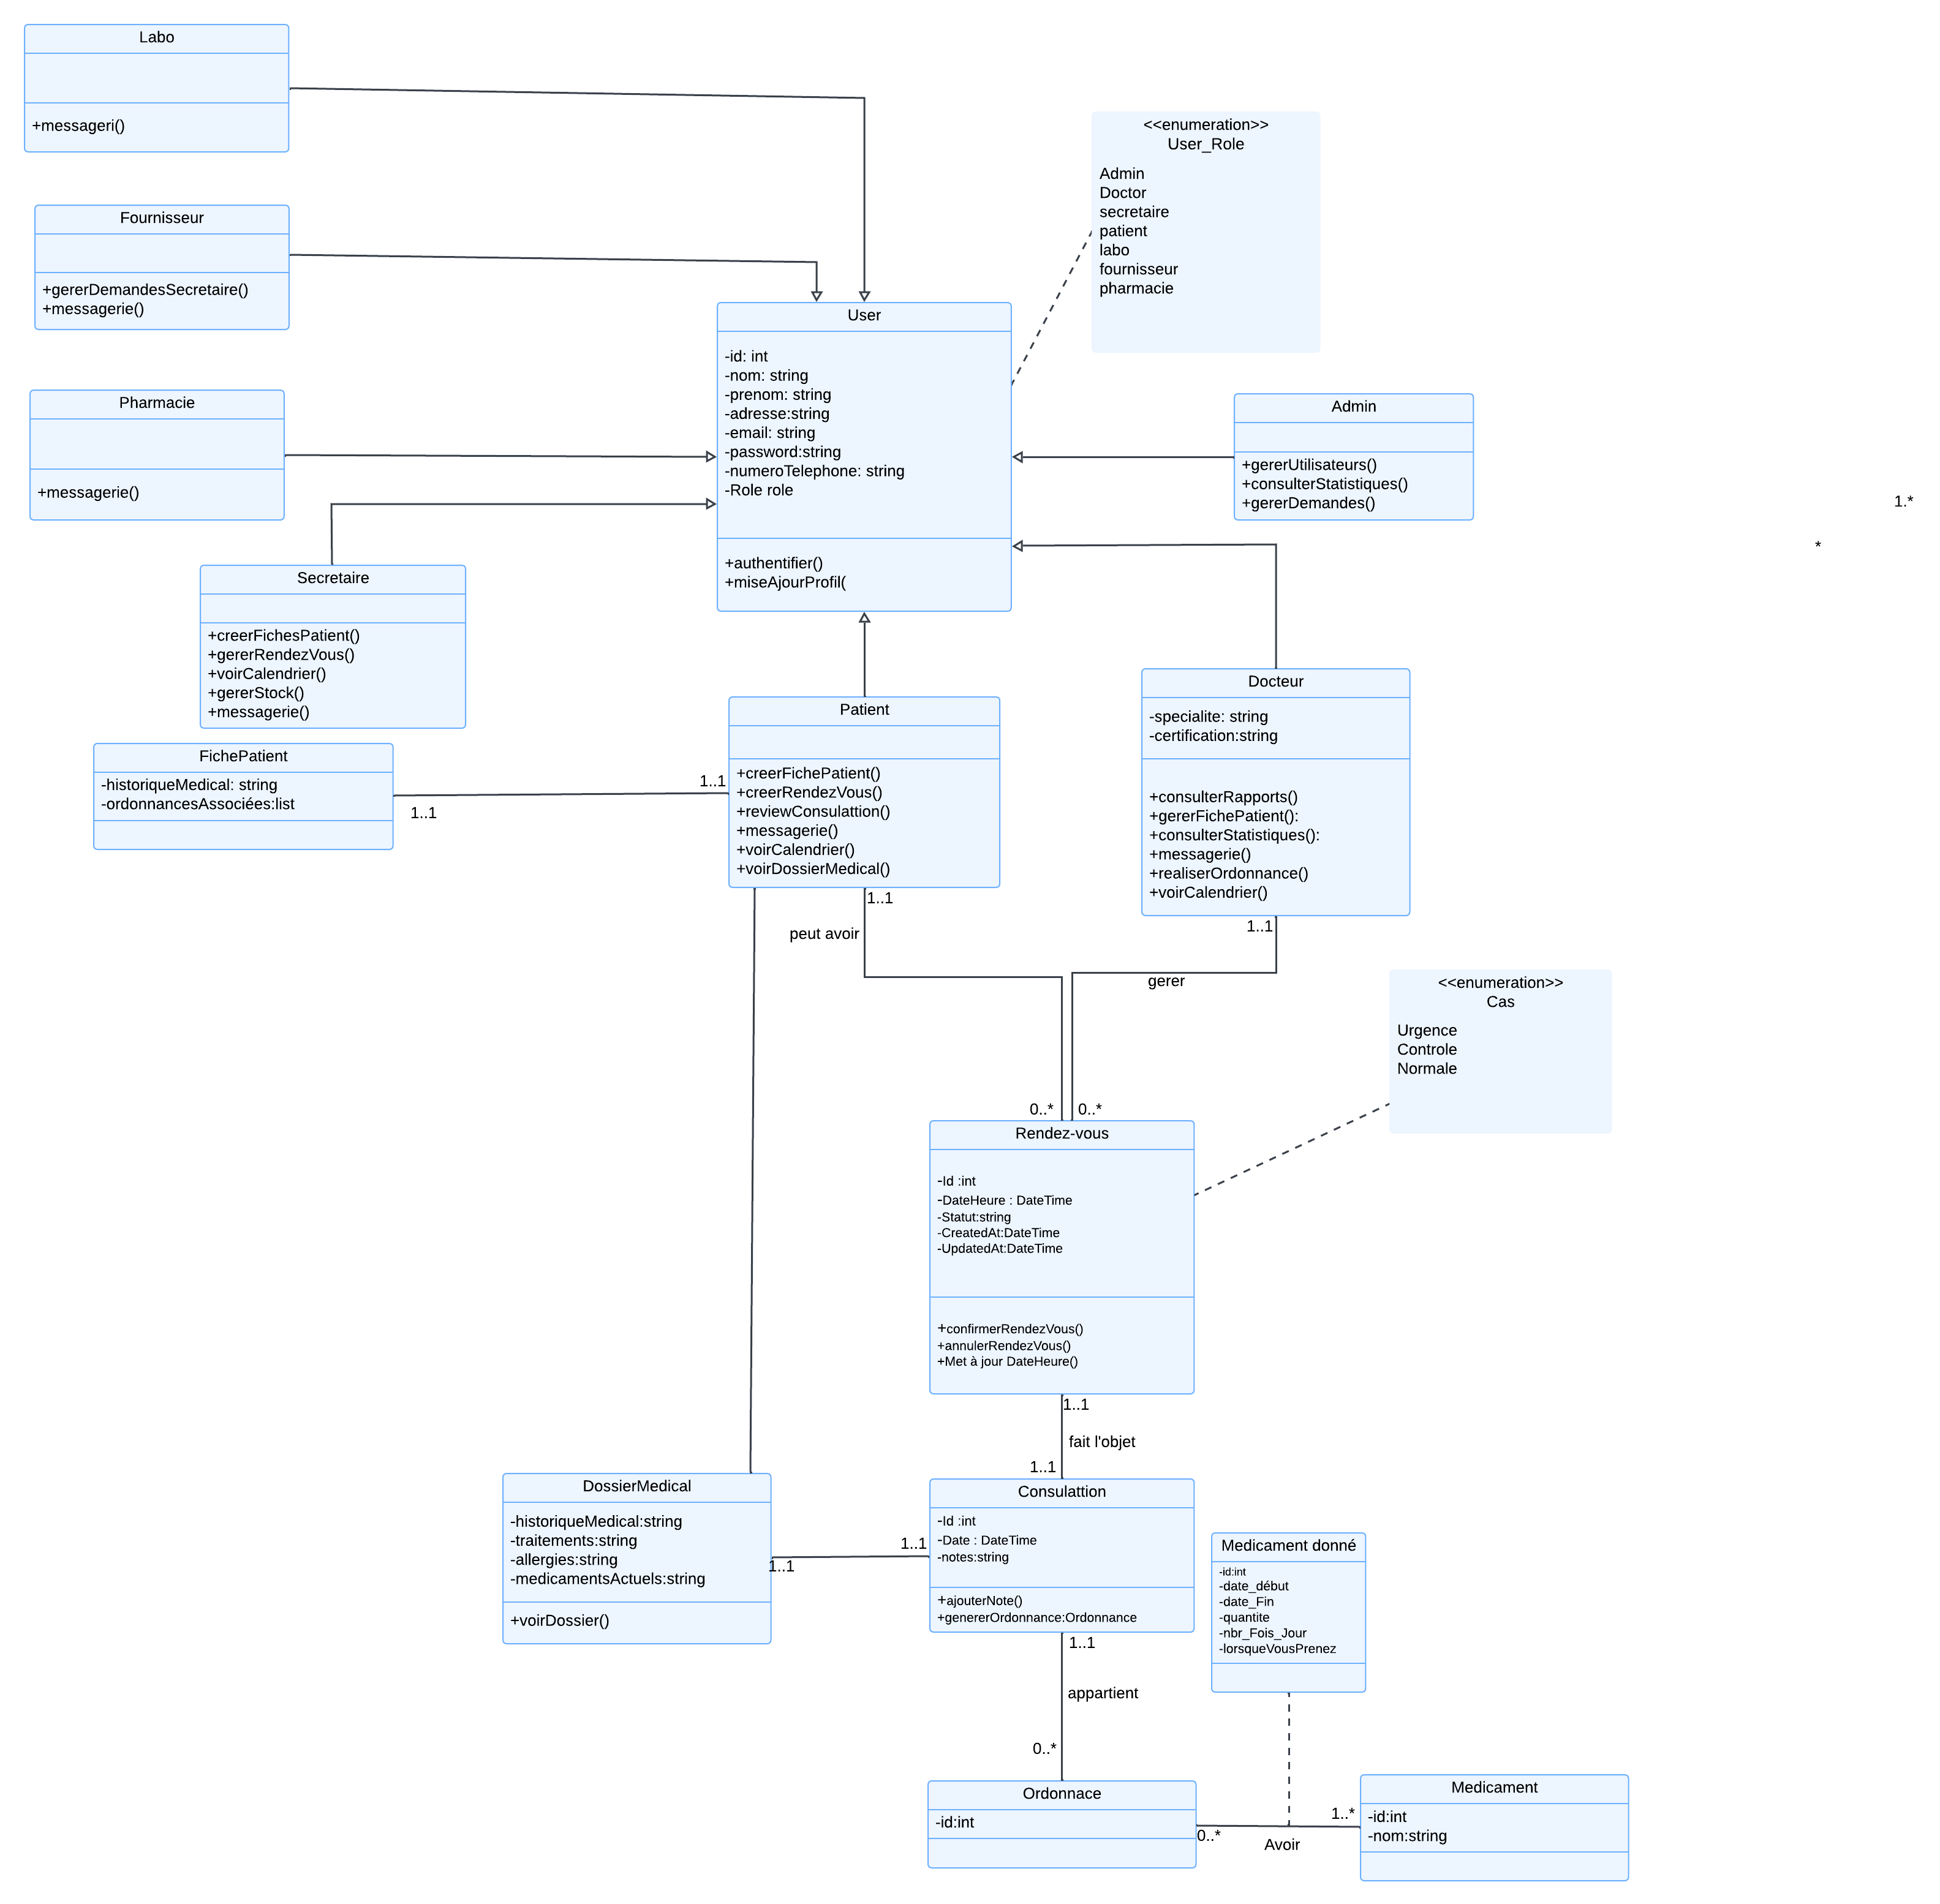 Labo
+messageri()
Fournisseur
+gererDemandesSecretaire()
+messagerie()
Pharmacie
+messagerie()
Secretaire
+creerFichesPatient()
+gererRendezVous()
+voirCalendrier()
+gererStock()
+messagerie()
<<enumeration>>
User_Role
Admin
Doctor
secretaire
patient
labo
fournisseur
pharmacie
User
-id: int
-nom: string
-prenom: string
-adresse:string
-email: string
-password:string
-numeroTelephone: string
-Role role
+authentifier()
+miseAjourProfil(
Admin
+gererUtilisateurs()
+consulterStatistiques()
+gererDemandes()
1.*
*
FichePatient
-historiqueMedical: string
-ordonnancesAssociées:list
1..1
1..1
Patient
+creerFichePatient()
+creerRendezVous()
+reviewConsulattion()
+messagerie()
+voirCalendrier()
+voirDossierMedical()
Docteur
-specialite: string
-certification:string
+consulterRapports()
+gererFichePatient():
+consulterStatistiques():
+messagerie()
+realiserOrdonnance()
+voirCalendrier()
1..1
peut avoir
1..1
gerer
<<enumeration>>
Cas
Urgence
Controle
Normale
0..*
0..*
Rendez-vous
-Id :int
-DateHeure : DateTime
-Statut:string
-CreatedAt:DateTime
-UpdatedAt:DateTime
+confirmerRendezVous()
+annulerRendezVous()
+Met à jour DateHeure()
1..1
fait l'objet
1..1
DossierMedical
-historiqueMedical:string
-traitements:string
-allergies:string
-medicamentsActuels:string
+voirDossier()
1..1
1..1
Consulattion
-Id :int
-Date : DateTime
-notes:string
+ajouterNote()
+genererOrdonnance:Ordonnance
Medicament donné
-id:int
-date_début
-date_Fin
-quantite
-nbr_Fois_Jour
-lorsqueVousPrenez
1..1
appartient
0..*
Ordonnace
-id:int
0..*
Avoir
1..*
Medicament
-id:int
-nom:string